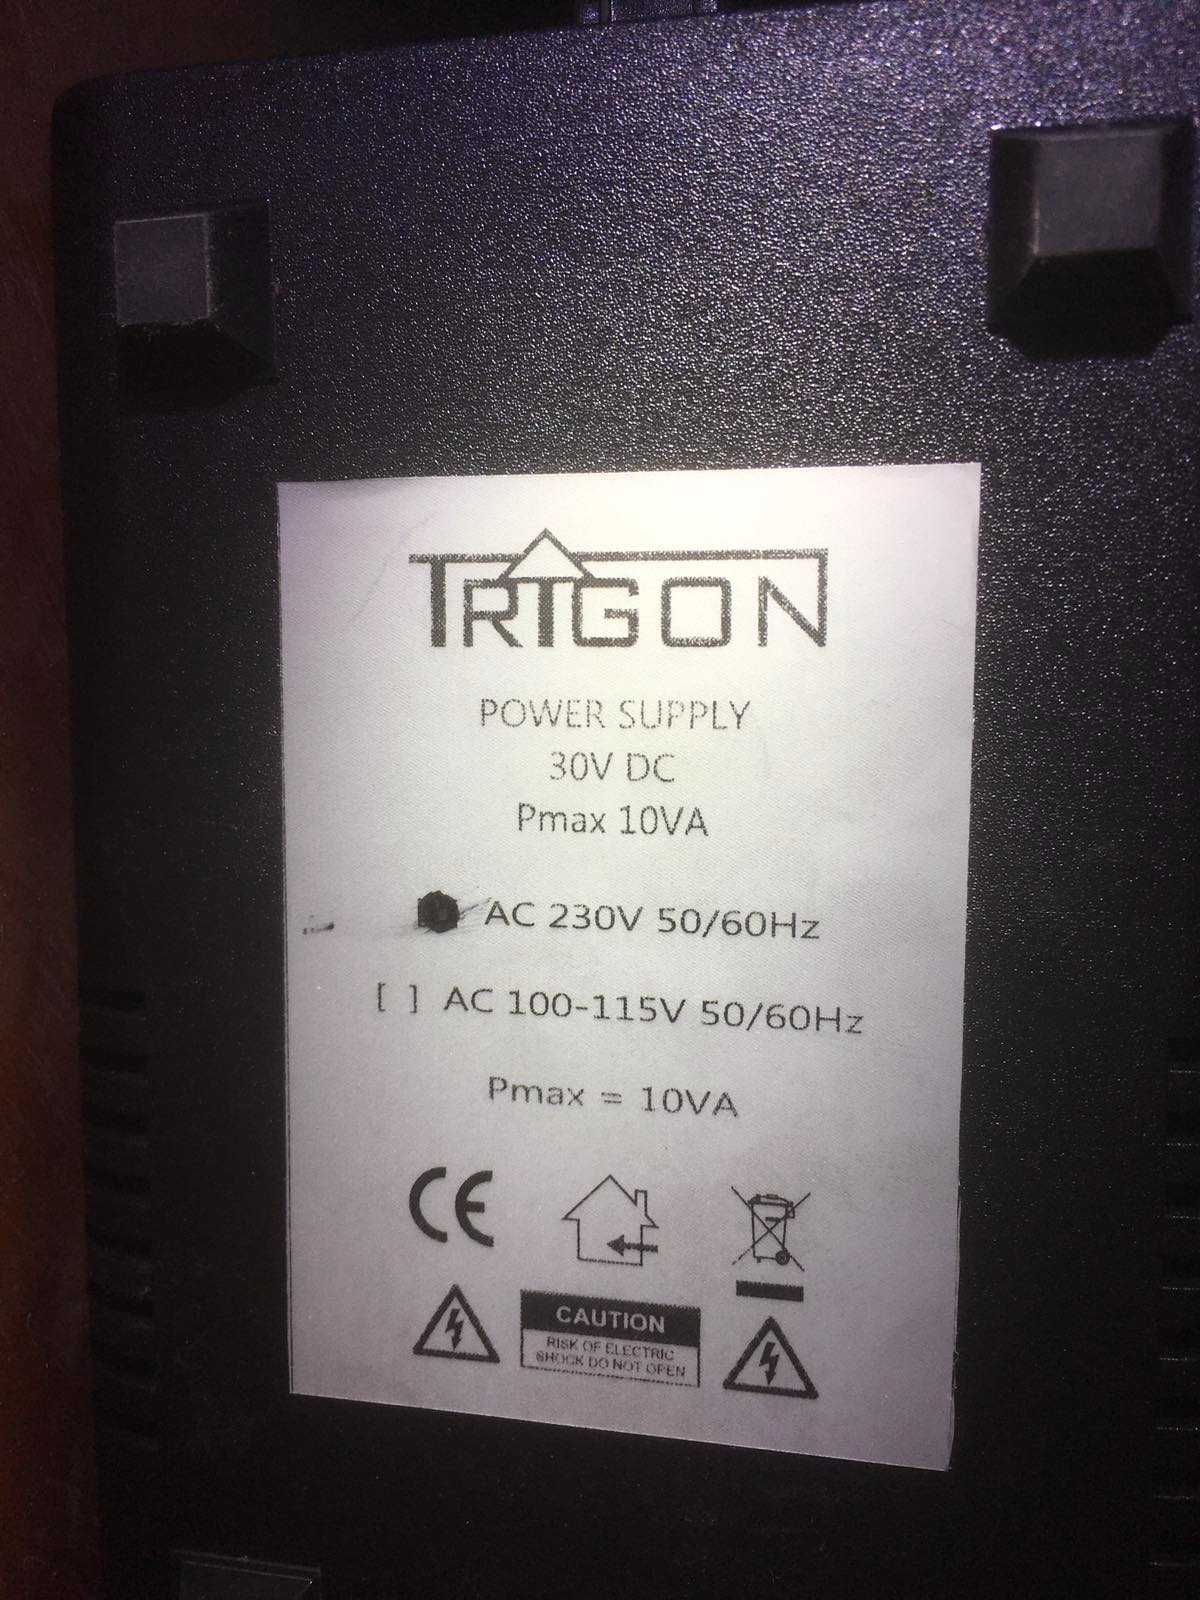 TRIGON
POWER SUPPLY
30V DC
Pmax 10VA
AC 230V 50/60Hz
[ ] AC 100-115V 50/60Hz
Pmax = 10VA
CE
CAUTION
RISK OF ELECTRIC
SHOCK DO NOT OPEN